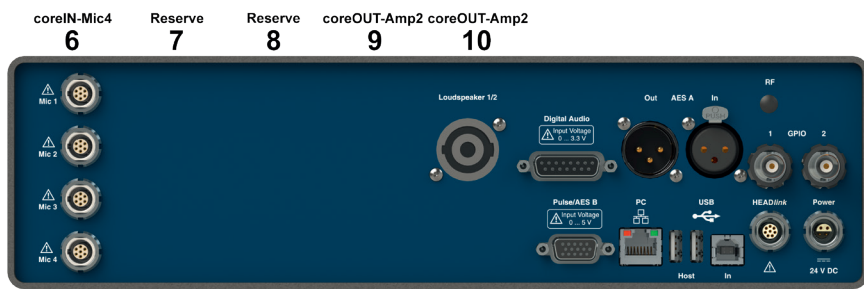 coreIN-Mic4 Reserve Reserve coreOUT-Amp2 coreOUT-Amp2
6 7 8 9 10
RF
Mic 1
Loudspeaker 1/2
Out AES A In
PUSH
Digital Audio
Input Voltage
0 ... 3.3 V
1 GPIO 2
Mic 2
Mic 3
Pulse/AES B
Input Voltage
0 ... 5 V
PC
USB
HEADlink
Power
Mic 4
Host In
24 V DC